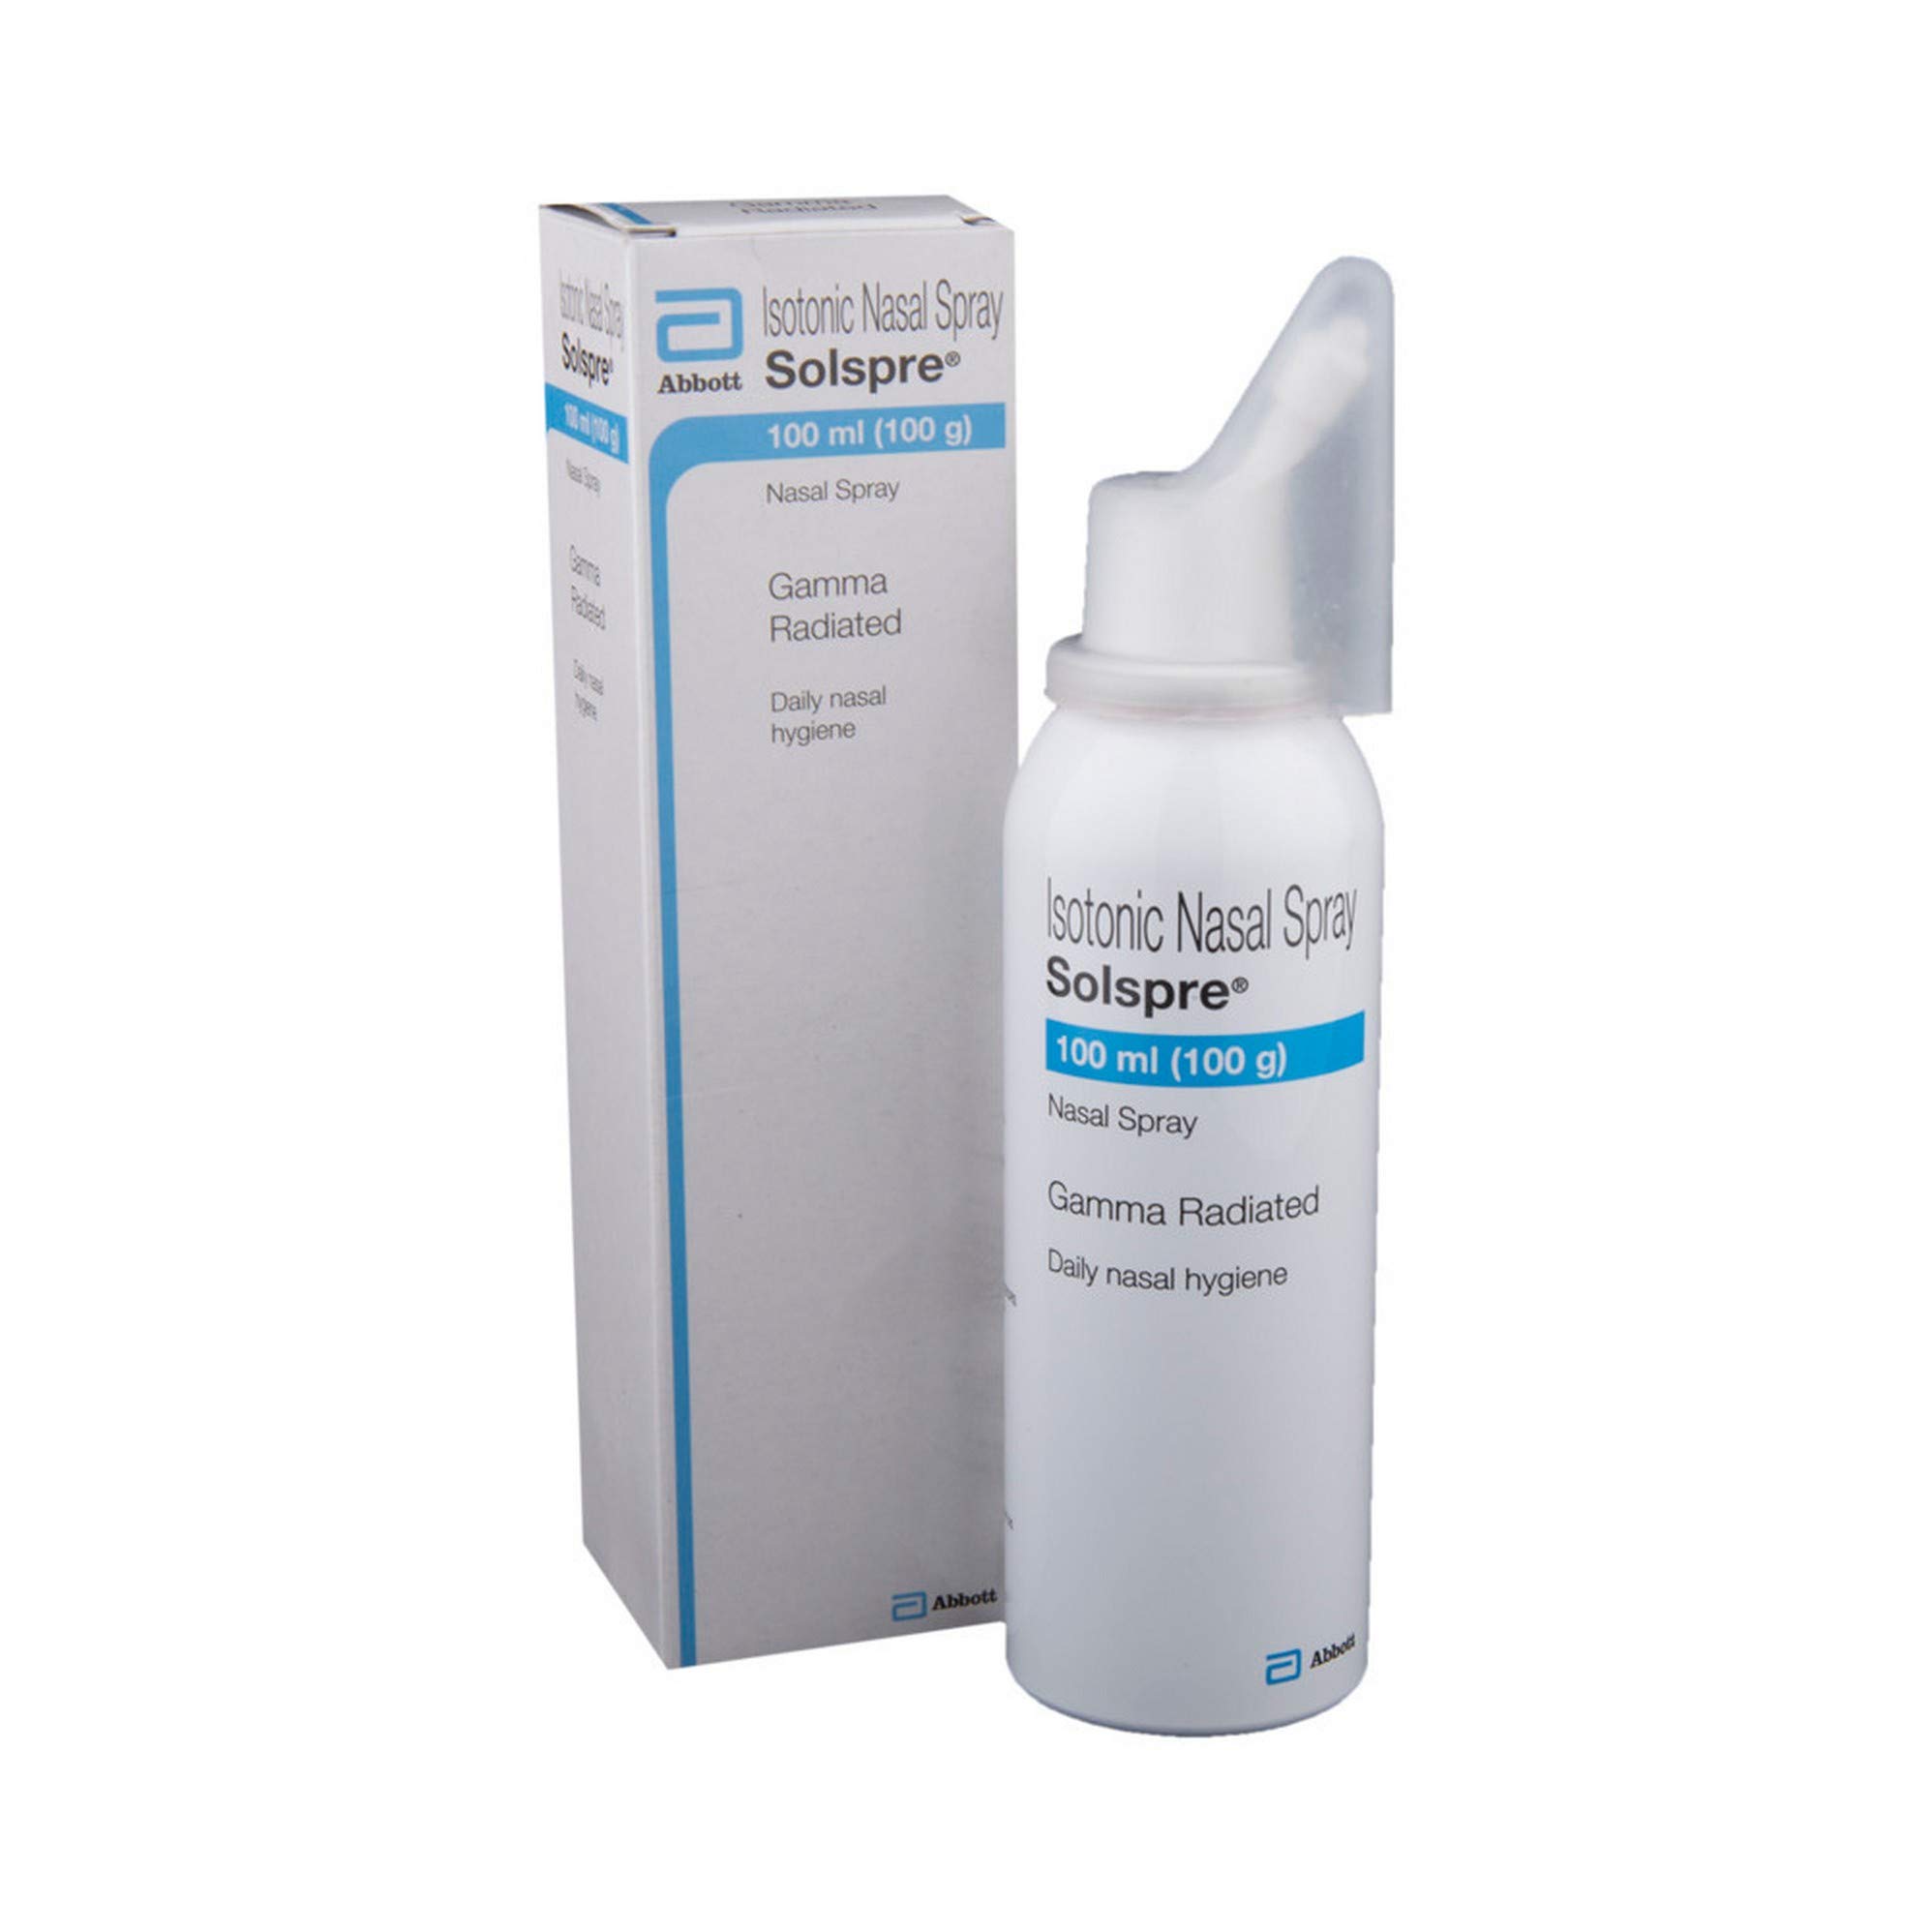 Gamma
Radiated
Isotonic Nasal Spray
Solspre®
100 ml (100 g)
Nasal Spray
Gamma
Radiated
Daily nasal
hygiene
Abbott
Isotonic Nasal Spray
Solspre®
100 ml (100 g)
Nasal Spray
Gamma
Radiated
Daily nasal
hygiene
Abbott
Isotonic Nasal Spray
Solspre®
100 ml (100 g)
Nasal Spray
Gamma Radiated
Daily nasal hygiene
Abbott